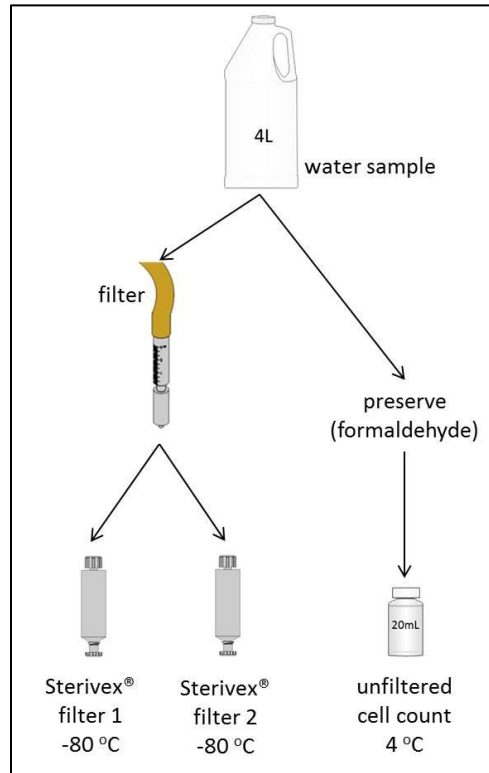 4L
water sample
filter
preserve
(formaldehyde)
20mL
Sterivex®
filter 1
-80 °C
Sterivex®
filter 2
-80 °C
unfiltered
cell count
4 °C